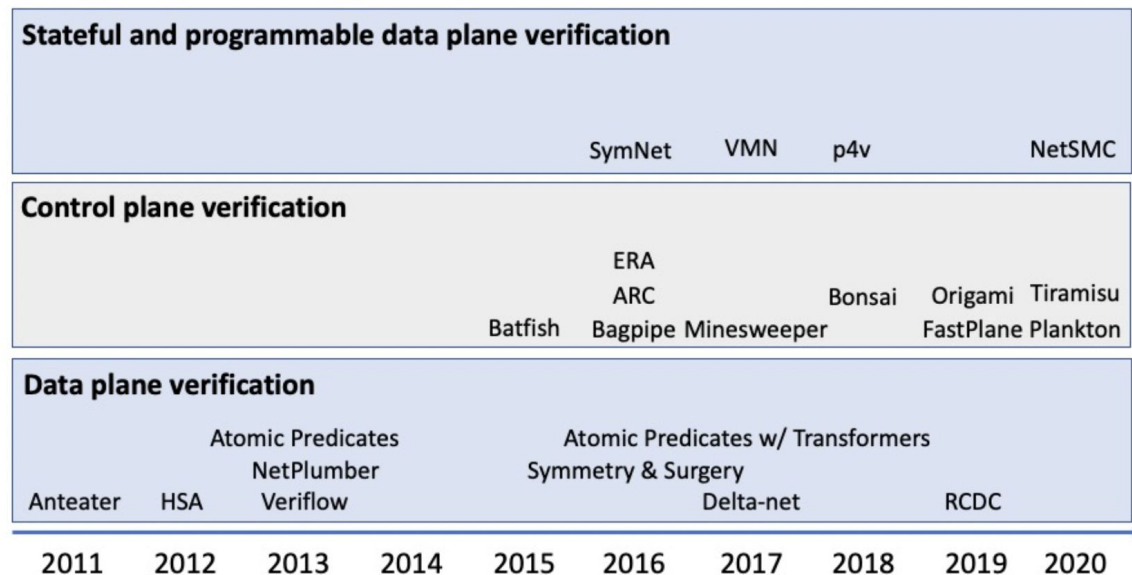 Stateful and programmable data plane verification
SymNet VMN p4v NetSMC
Control plane verification
ERA
ARC Bonsai Origami Tiramisu
Batfish Bagpipe Minesweeper FastPlane Plankton
Data plane verification
Atomic Predicates Atomic Predicates w/ Transformers
NetPlumber Symmetry & Surgery
Anteater HSA Veriflow Delta-net RCDC
2011 2012 2013 2014 2015 2016 2017 2018 2019 2020